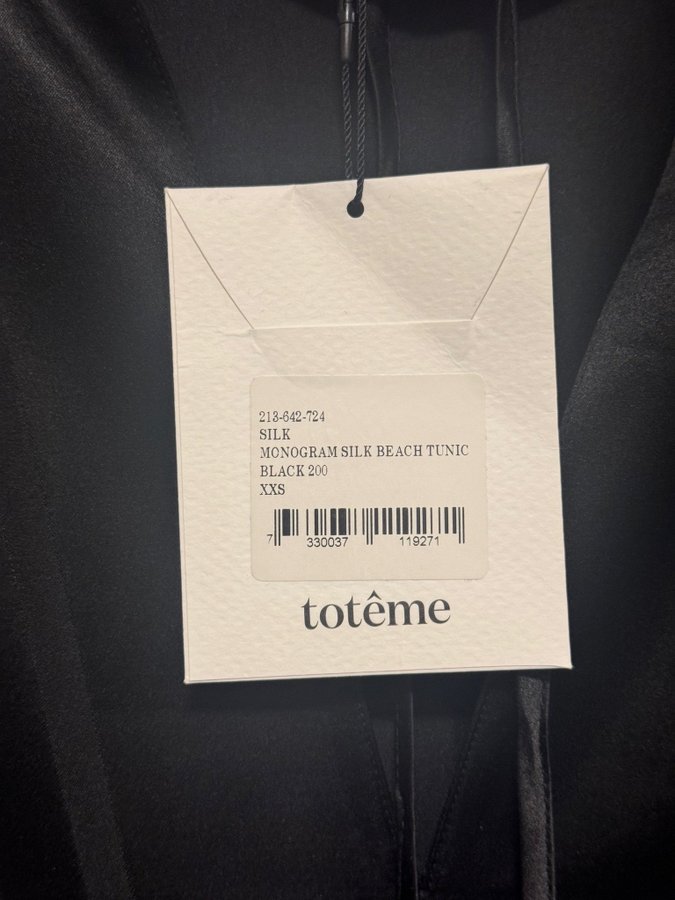 213-642-724
SILK
MONOGRAM SILK BEACH TUNIC
BLACK 200
XXS
7 330037 119271
totême